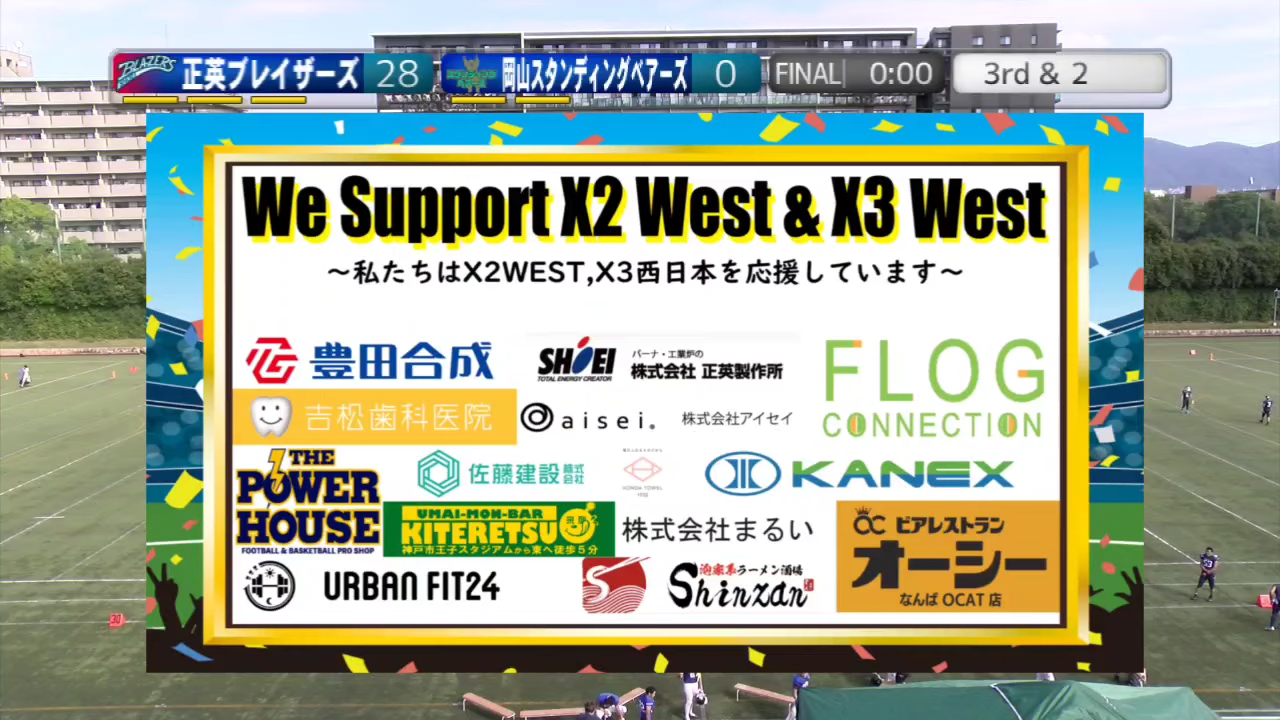 BLAZERS 正英ブレイザーズ 28 岡山スタンディングベアーズ 0 FINAL 0:00 3rd & 2
We Support X2 West & X3 West
~私たちはX2WEST,X3西日本を応援しています~
豊田合成
SHOEI
TOTAL ENERGY CREATOR
バーナ・工業炉の
株式会社 正英製作所
FLOG
CONNECTION
吉松歯科医院
aisei。 株式会社アイセイ
THE
POWER
HOUSE
FOOTBALL & BASKETBALL PRO SHOP
佐藤建設株式会社
KANEX
UMAI-MON-BAR
KITERETSU
神戸市王子スタジアムから東へ徒歩5分
株式会社まるい
OC ビアレストラン
オーシー
なんば OCAT 店
URBAN FIT24
泡家系ラーメン酒場
Shinzan
30